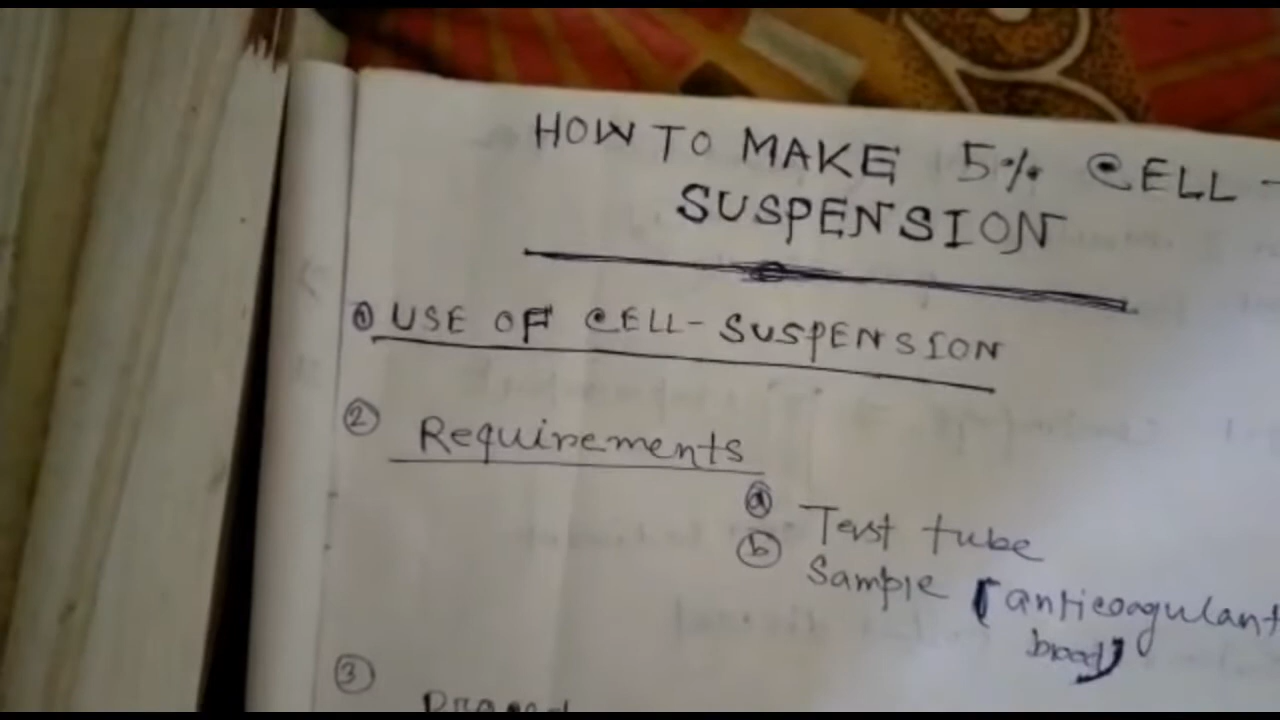 HOW TO MAKE 5% CELL-
SUSPENSION
① USE OF CELL-SUSPENSION
② Requirements
ⓐ Test tube
ⓑ Sample (anticoagulant
blood)
③